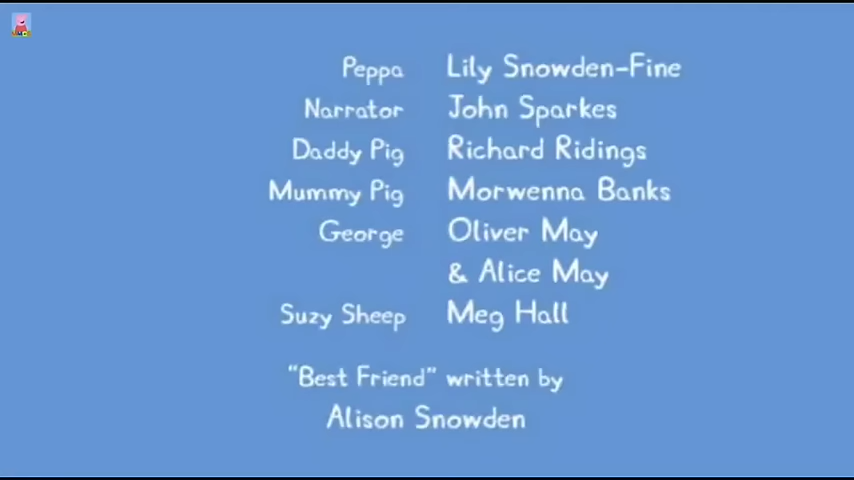 Peppa Lily Snowden-Fine
Narrator John Sparkes
Daddy Pig Richard Ridings
Mummy Pig Morwenna Banks
George Oliver May
& Alice May
Suzy Sheep Meg Hall
"Best Friend" written by
Alison Snowden